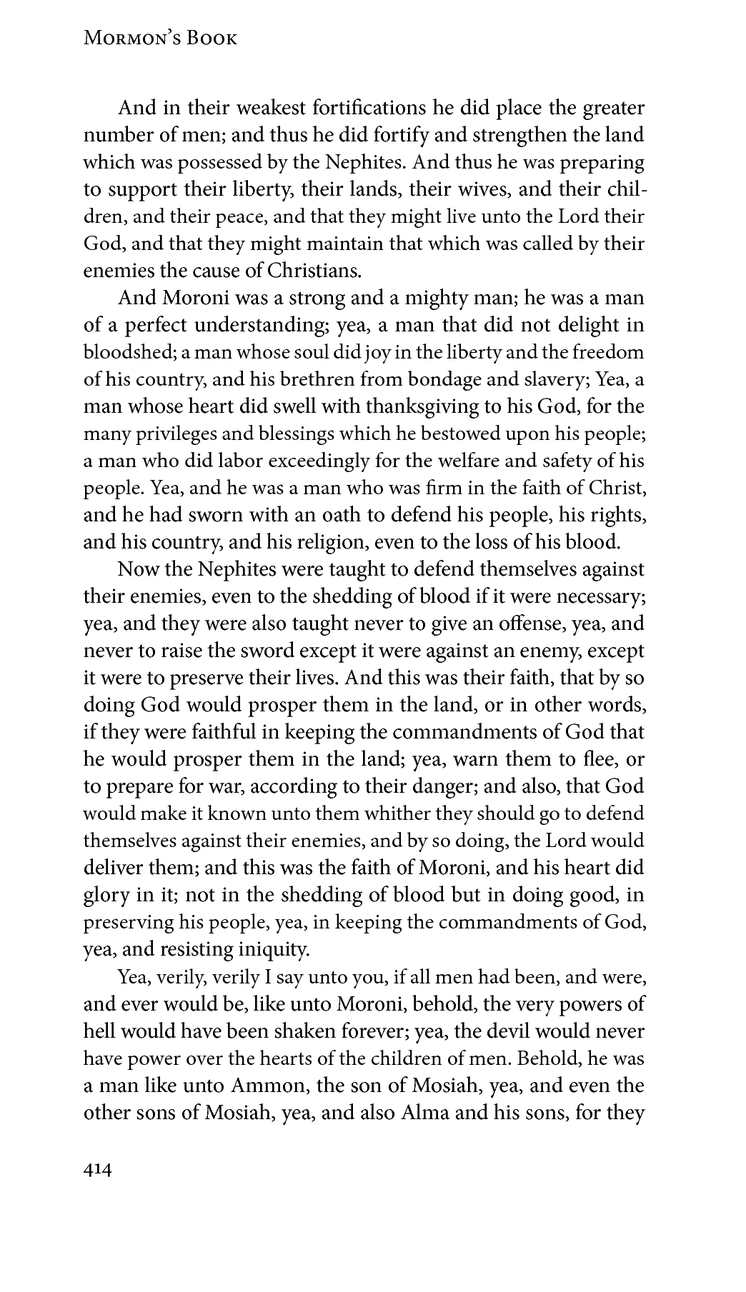 Mormon's Book
And in their weakest fortifications he did place the greater
number of men; and thus he did fortify and strengthen the land
which was possessed by the Nephites. And thus he was preparing
to support their liberty, their lands, their wives, and their chil-
dren, and their peace, and that they might live unto the Lord their
God, and that they might maintain that which was called by their
enemies the cause of Christians.
And Moroni was a strong and a mighty man; he was a man
of a perfect understanding; yea, a man that did not delight in
bloodshed; a man whose soul did joy in the liberty and the freedom
of his country, and his brethren from bondage and slavery; Yea, a
man whose heart did swell with thanksgiving to his God, for the
many privileges and blessings which he bestowed upon his people;
a man who did labor exceedingly for the welfare and safety of his
people. Yea, and he was a man who was firm in the faith of Christ,
and he had sworn with an oath to defend his people, his rights,
and his country, and his religion, even to the loss of his blood.
Now the Nephites were taught to defend themselves against
their enemies, even to the shedding of blood if it were necessary;
yea, and they were also taught never to give an offense, yea, and
never to raise the sword except it were against an enemy, except
it were to preserve their lives. And this was their faith, that by so
doing God would prosper them in the land, or in other words,
if they were faithful in keeping the commandments of God that
he would prosper them in the land; yea, warn them to flee, or
to prepare for war, according to their danger; and also, that God
would make it known unto them whither they should go to defend
themselves against their enemies, and by so doing, the Lord would
deliver them; and this was the faith of Moroni, and his heart did
glory in it; not in the shedding of blood but in doing good, in
preserving his people, yea, in keeping the commandments of God,
yea, and resisting iniquity.
Yea, verily, verily I say unto you, if all men had been, and were,
and ever would be, like unto Moroni, behold, the very powers of
hell would have been shaken forever; yea, the devil would never
have power over the hearts of the children of men. Behold, he was
a man like unto Ammon, the son of Mosiah, yea, and even the
other sons of Mosiah, yea, and also Alma and his sons, for they
414